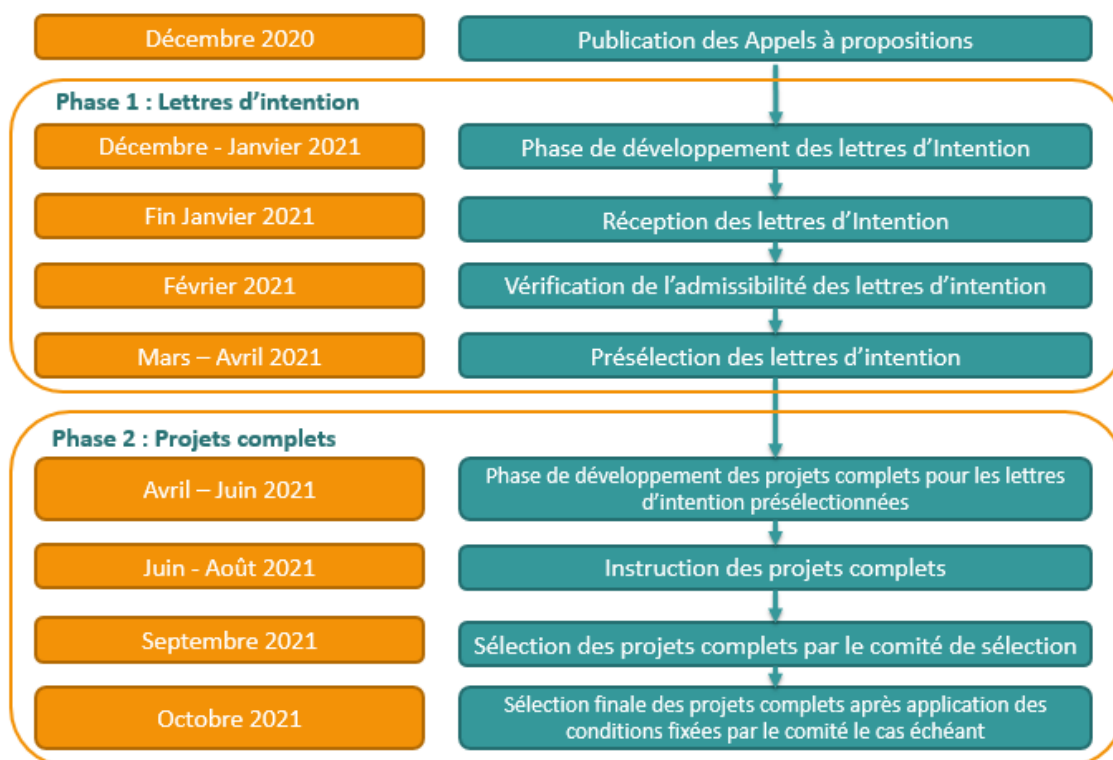 Décembre 2020
Publication des Appels à propositions
Phase 1 : Lettres d’intention
Décembre - Janvier 2021
Phase de développement des lettres d’Intention
Fin Janvier 2021
Réception des lettres d’Intention
Février 2021
Vérification de l’admissibilité des lettres d’intention
Mars – Avril 2021
Présélection des lettres d’intention
Phase 2 : Projets complets
Avril – Juin 2021
Phase de développement des projets complets pour les lettres
d’intention présélectionnées
Juin - Août 2021
Instruction des projets complets
Septembre 2021
Sélection des projets complets par le comité de sélection
Octobre 2021
Sélection finale des projets complets après application des
conditions fixées par le comité le cas échéant